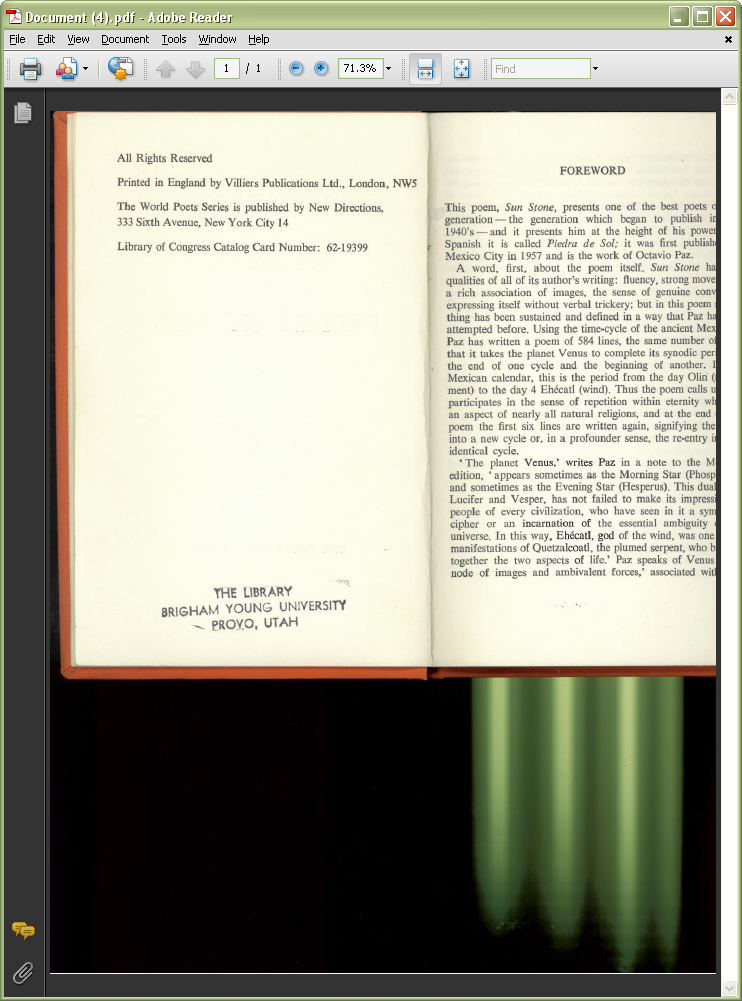 Document (4).pdf - Adobe Reader
File Edit View Document Tools Window Help
1 / 1 71.3% Find
All Rights Reserved
Printed in England by Villiers Publications Ltd., London, NW5
The World Poets Series is published by New Directions,
333 Sixth Avenue, New York City 14
Library of Congress Catalog Card Number: 62-19399
THE LIBRARY
BRIGHAM YOUNG UNIVERSITY
PROVO, UTAH
FOREWORD
This poem, Sun Stone, presents one of the best poets
generation — the generation which began to publish
1940's — and it presents him at the height of his
Spanish it is called Piedra de Sol; it was first
Mexico City in 1957 and is the work of Octavio Paz.
A word, first, about the poem itself. Sun Stone
qualities of all of its author's writing: fluency, strong
a rich association of images, the sense of genuine
expressing itself without verbal trickery; but in this poem
thing has been sustained and defined in a way that Paz
attempted before. Using the time-cycle of the ancient
Paz has written a poem of 584 lines, the same number
that it takes the planet Venus to complete its synodic
the end of one cycle and the beginning of another.
Mexican calendar, this is the period from the day Olin
ment) to the day 4 Ehécatl (wind). Thus the poem calls
participates in the sense of repetition within eternity
an aspect of nearly all natural religions, and at the end
poem the first six lines are written again, signifying the
into a new cycle or, in a profounder sense, the re-entry
identical cycle.
‘The planet Venus,’ writes Paz in a note to the
edition, ‘appears sometimes as the Morning Star
and sometimes as the Evening Star (Hesperus). This
Lucifer and Vesper, has not failed to make its
people of every civilization, who have seen in it a
cipher or an incarnation of the essential ambiguity
universe. In this way, Ehécatl, god of the wind, was one
manifestations of Quetzalcoatl, the plumed serpent, who
together the two aspects of life.’ Paz speaks of Venus
node of images and ambivalent forces,’ associated